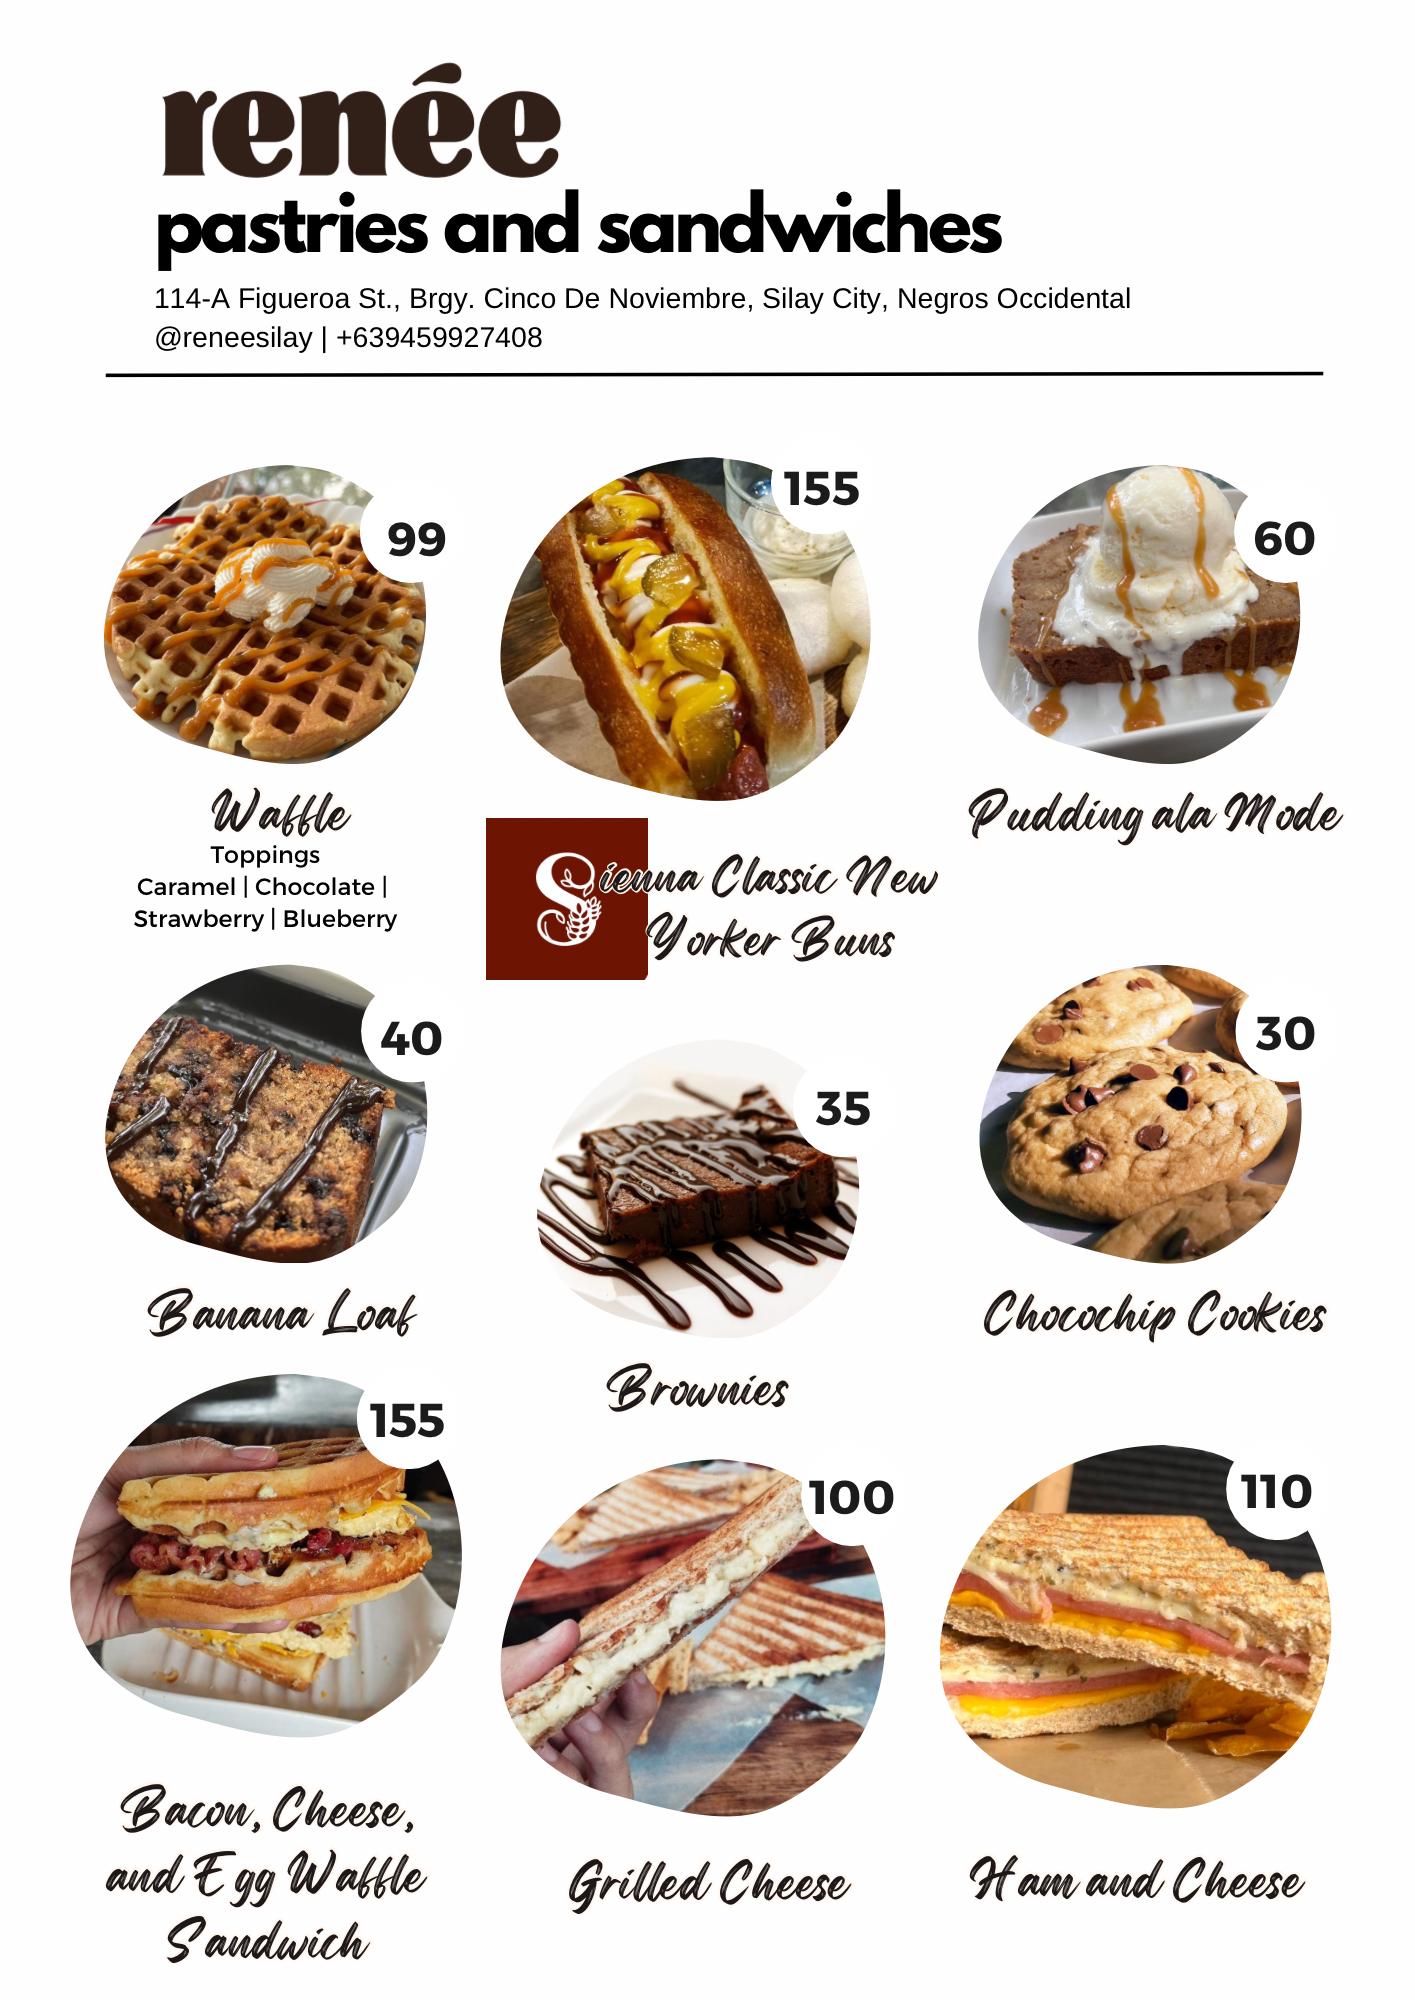 renée
pastries and sandwiches
114-A Figueroa St., Brgy. Cinco De Noviembre, Silay City, Negros Occidental
@reneesilay | +639459927408
99
Waffle
Toppings
Caramel | Chocolate |
Strawberry | Blueberry
155
Sienna Classic New
Yorker Buns
60
Pudding ala Mode
40
Banana Loaf
35
Brownies
30
Chocochip Cookies
155
Bacon, Cheese,
and Egg Waffle
Sandwich
100
Grilled Cheese
110
Ham and Cheese